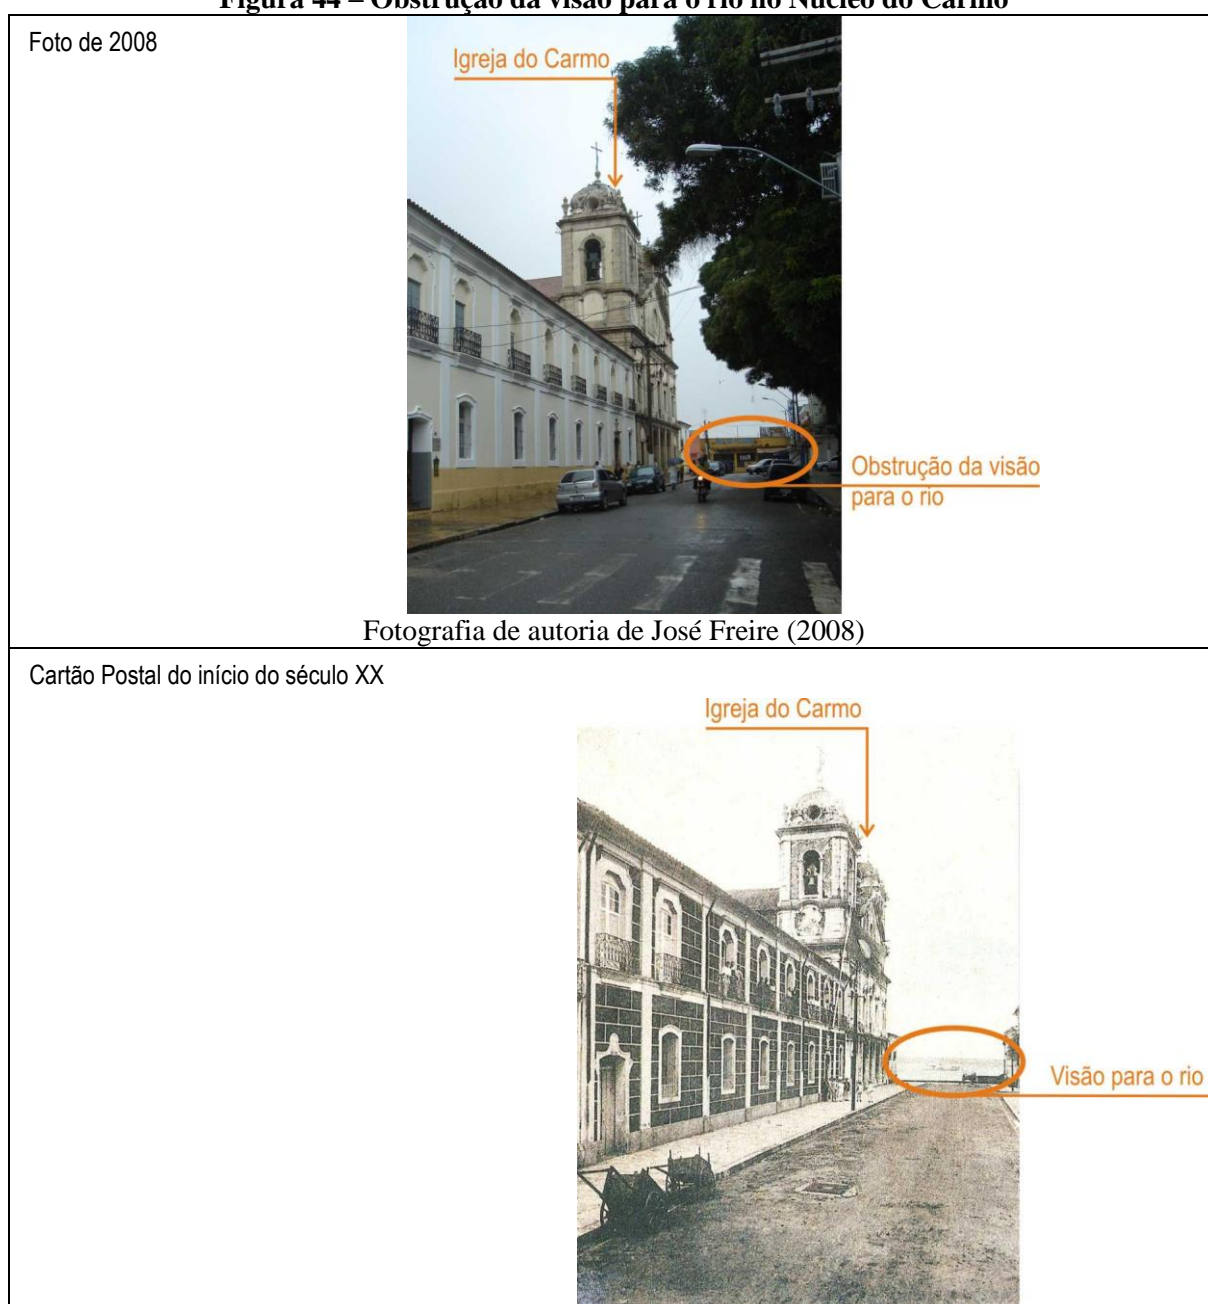 Figura 44 – Obstrução da visão para o rio no Núcleo do Carmo
Foto de 2008
Igreja do Carmo
Obstrução da visão
para o rio
Fotografia de autoria de José Freire (2008)
Cartão Postal do início do século XX
Igreja do Carmo
Visão para o rio